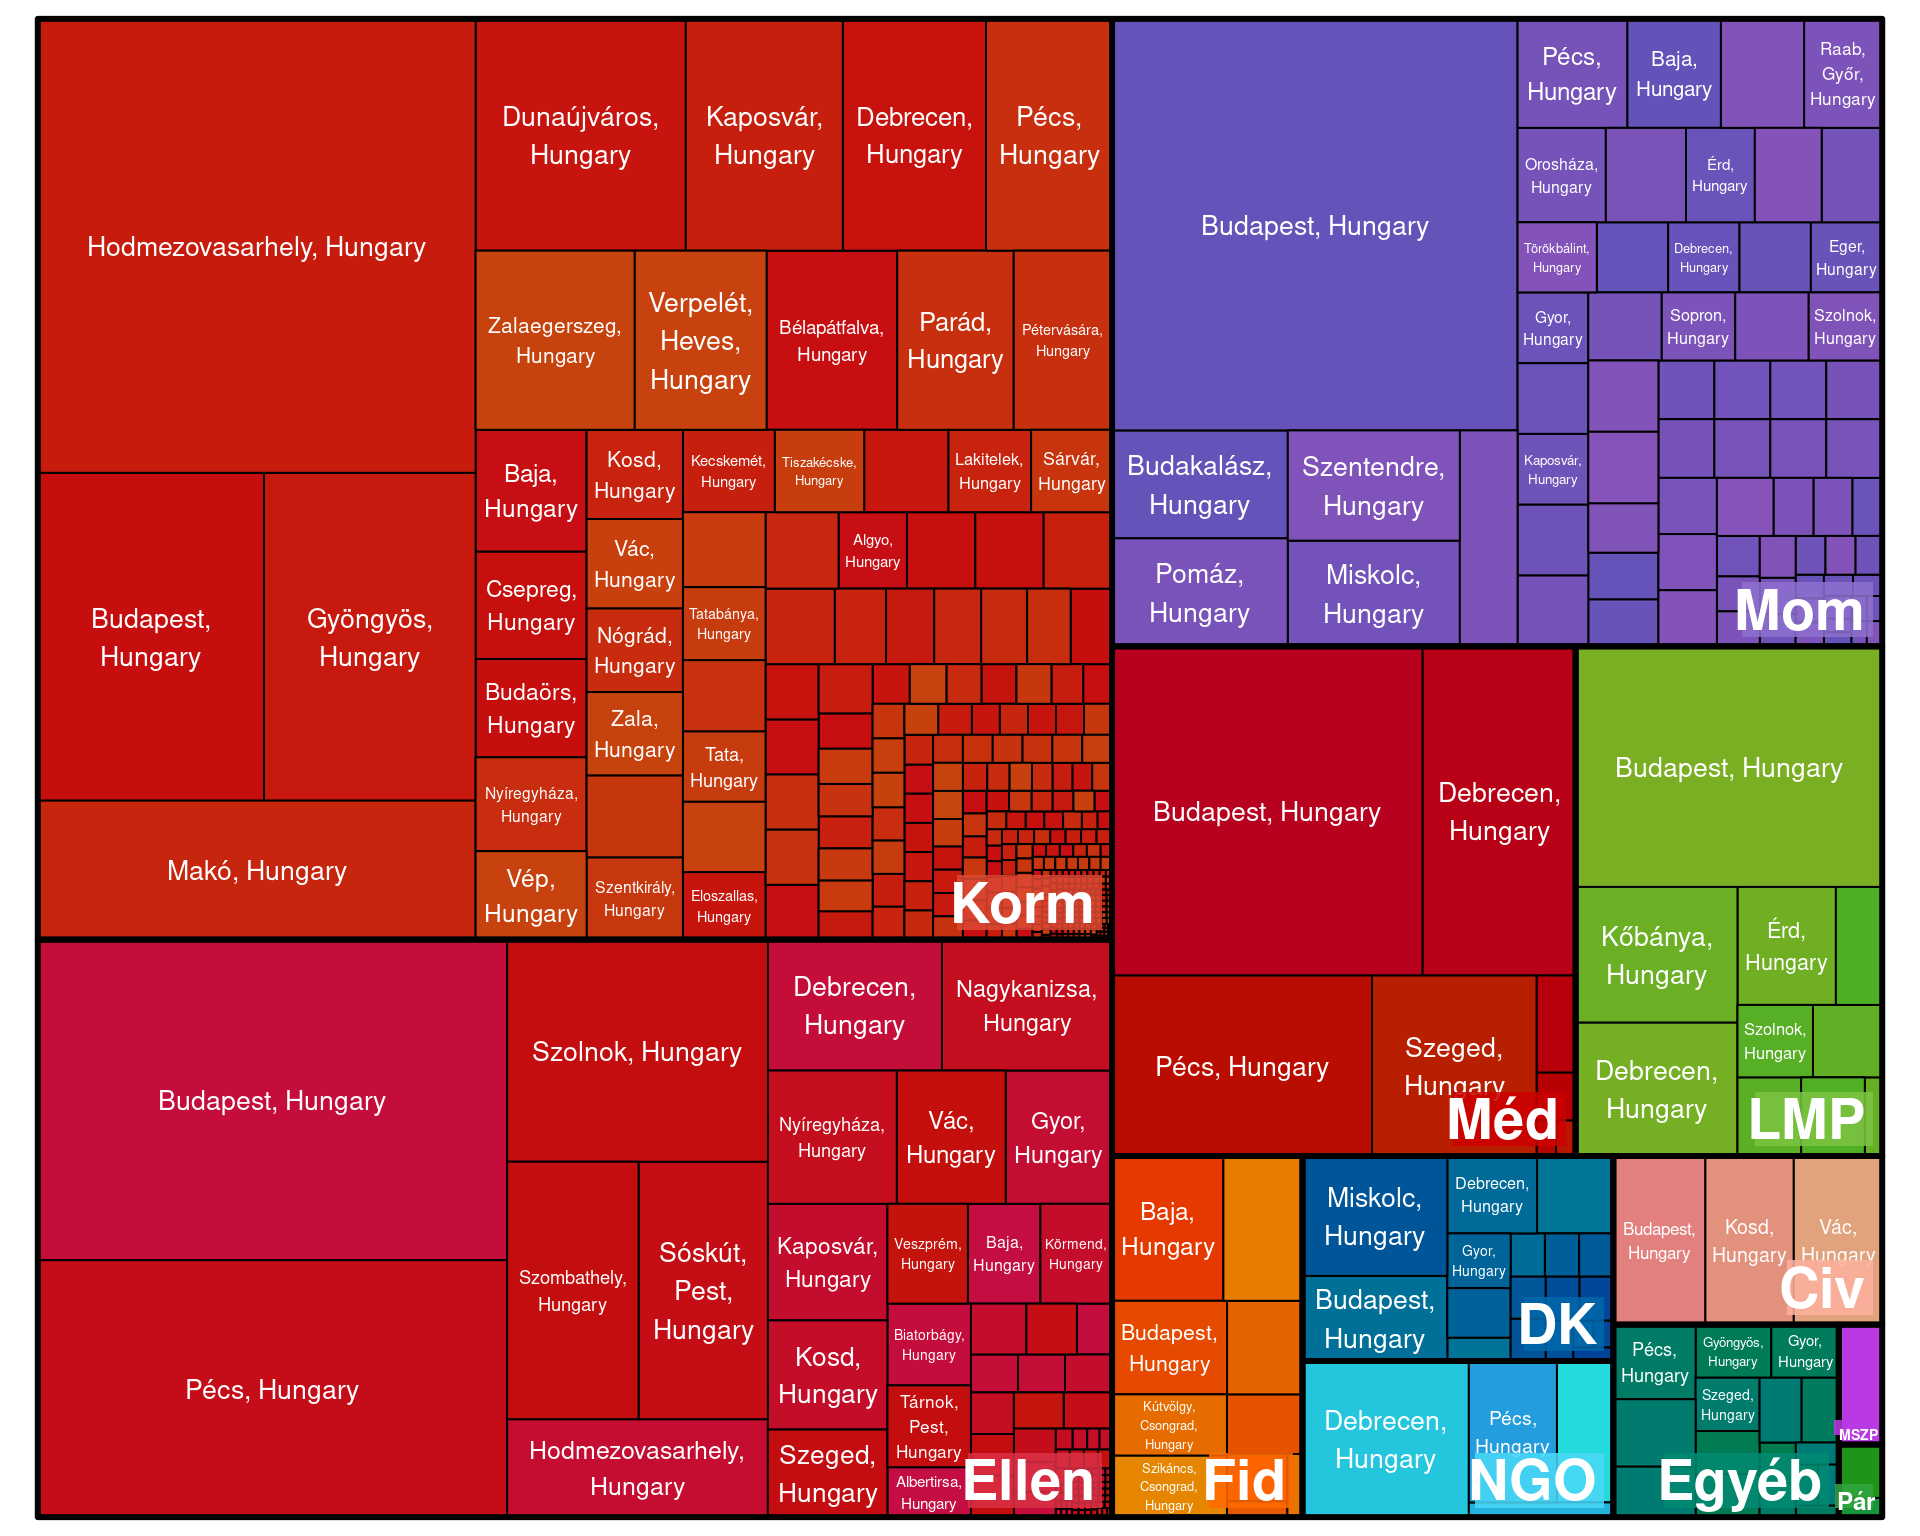 Hodmezovasarhely, Hungary
Budapest,
Hungary
Gyöngyös,
Hungary
Makó, Hungary
Dunaújváros,
Hungary
Kaposvár,
Hungary
Debrecen,
Hungary
Pécs,
Hungary
Zalaegerszeg,
Hungary
Verpelét,
Heves,
Hungary
Bélapátfalva,
Hungary
Parád,
Hungary
Pétervására,
Hungary
Baja,
Hungary
Csepreg,
Hungary
Budaörs,
Hungary
Nyíregyháza,
Hungary
Vép,
Hungary
Kosd,
Hungary
Vác,
Hungary
Nógrád,
Hungary
Zala,
Hungary
Szentkirály,
Hungary
Kecskemét,
Hungary
Tiszakécske,
Hungary
Lakitelek,
Hungary
Sárvár,
Hungary
Algyo,
Hungary
Tatabánya,
Hungary
Tata,
Hungary
Eloszallas,
Hungary
Korm
Budapest, Hungary
Pécs, Hungary
Szolnok, Hungary
Szombathely,
Hungary
Sóskút,
Pest,
Hungary
Hodmezovasarhely,
Hungary
Debrecen,
Hungary
Nagykanizsa,
Hungary
Nyíregyháza,
Hungary
Vác,
Hungary
Gyor,
Hungary
Kaposvár,
Hungary
Kosd,
Hungary
Szeged,
Hungary
Veszprém,
Hungary
Baja,
Hungary
Körmend,
Hungary
Biatorbágy,
Hungary
Tárnok,
Pest,
Hungary
Albertirsa,
Hungary
Ellen
Budapest, Hungary
Budakalász,
Hungary
Pomáz,
Hungary
Szentendre,
Hungary
Miskolc,
Hungary
Pécs,
Hungary
Baja,
Hungary
Raab,
Győr,
Hungary
Orosháza,
Hungary
Érd,
Hungary
Törökbálint,
Hungary
Debrecen,
Hungary
Eger,
Hungary
Gyor,
Hungary
Sopron,
Hungary
Szolnok,
Hungary
Kaposvár,
Hungary
Mom
Budapest, Hungary
Debrecen,
Hungary
Pécs, Hungary
Szeged,
Hungary
Méd
Budapest, Hungary
Kőbánya,
Hungary
Debrecen,
Hungary
Érd,
Hungary
Szolnok,
Hungary
LMP
Baja,
Hungary
Budapest,
Hungary
Kútvölgy,
Csongrad,
Hungary
Szikáncs,
Csongrad,
Hungary
Fid
Miskolc,
Hungary
Budapest,
Hungary
Debrecen,
Hungary
Gyor,
Hungary
DK
Debrecen,
Hungary
Pécs,
Hungary
NGO
Budapest,
Hungary
Kosd,
Hungary
Vác,
Hungary
Civ
Pécs,
Hungary
Gyöngyös,
Hungary
Gyor,
Hungary
Szeged,
Hungary
Egyéb
MSZP
Pár